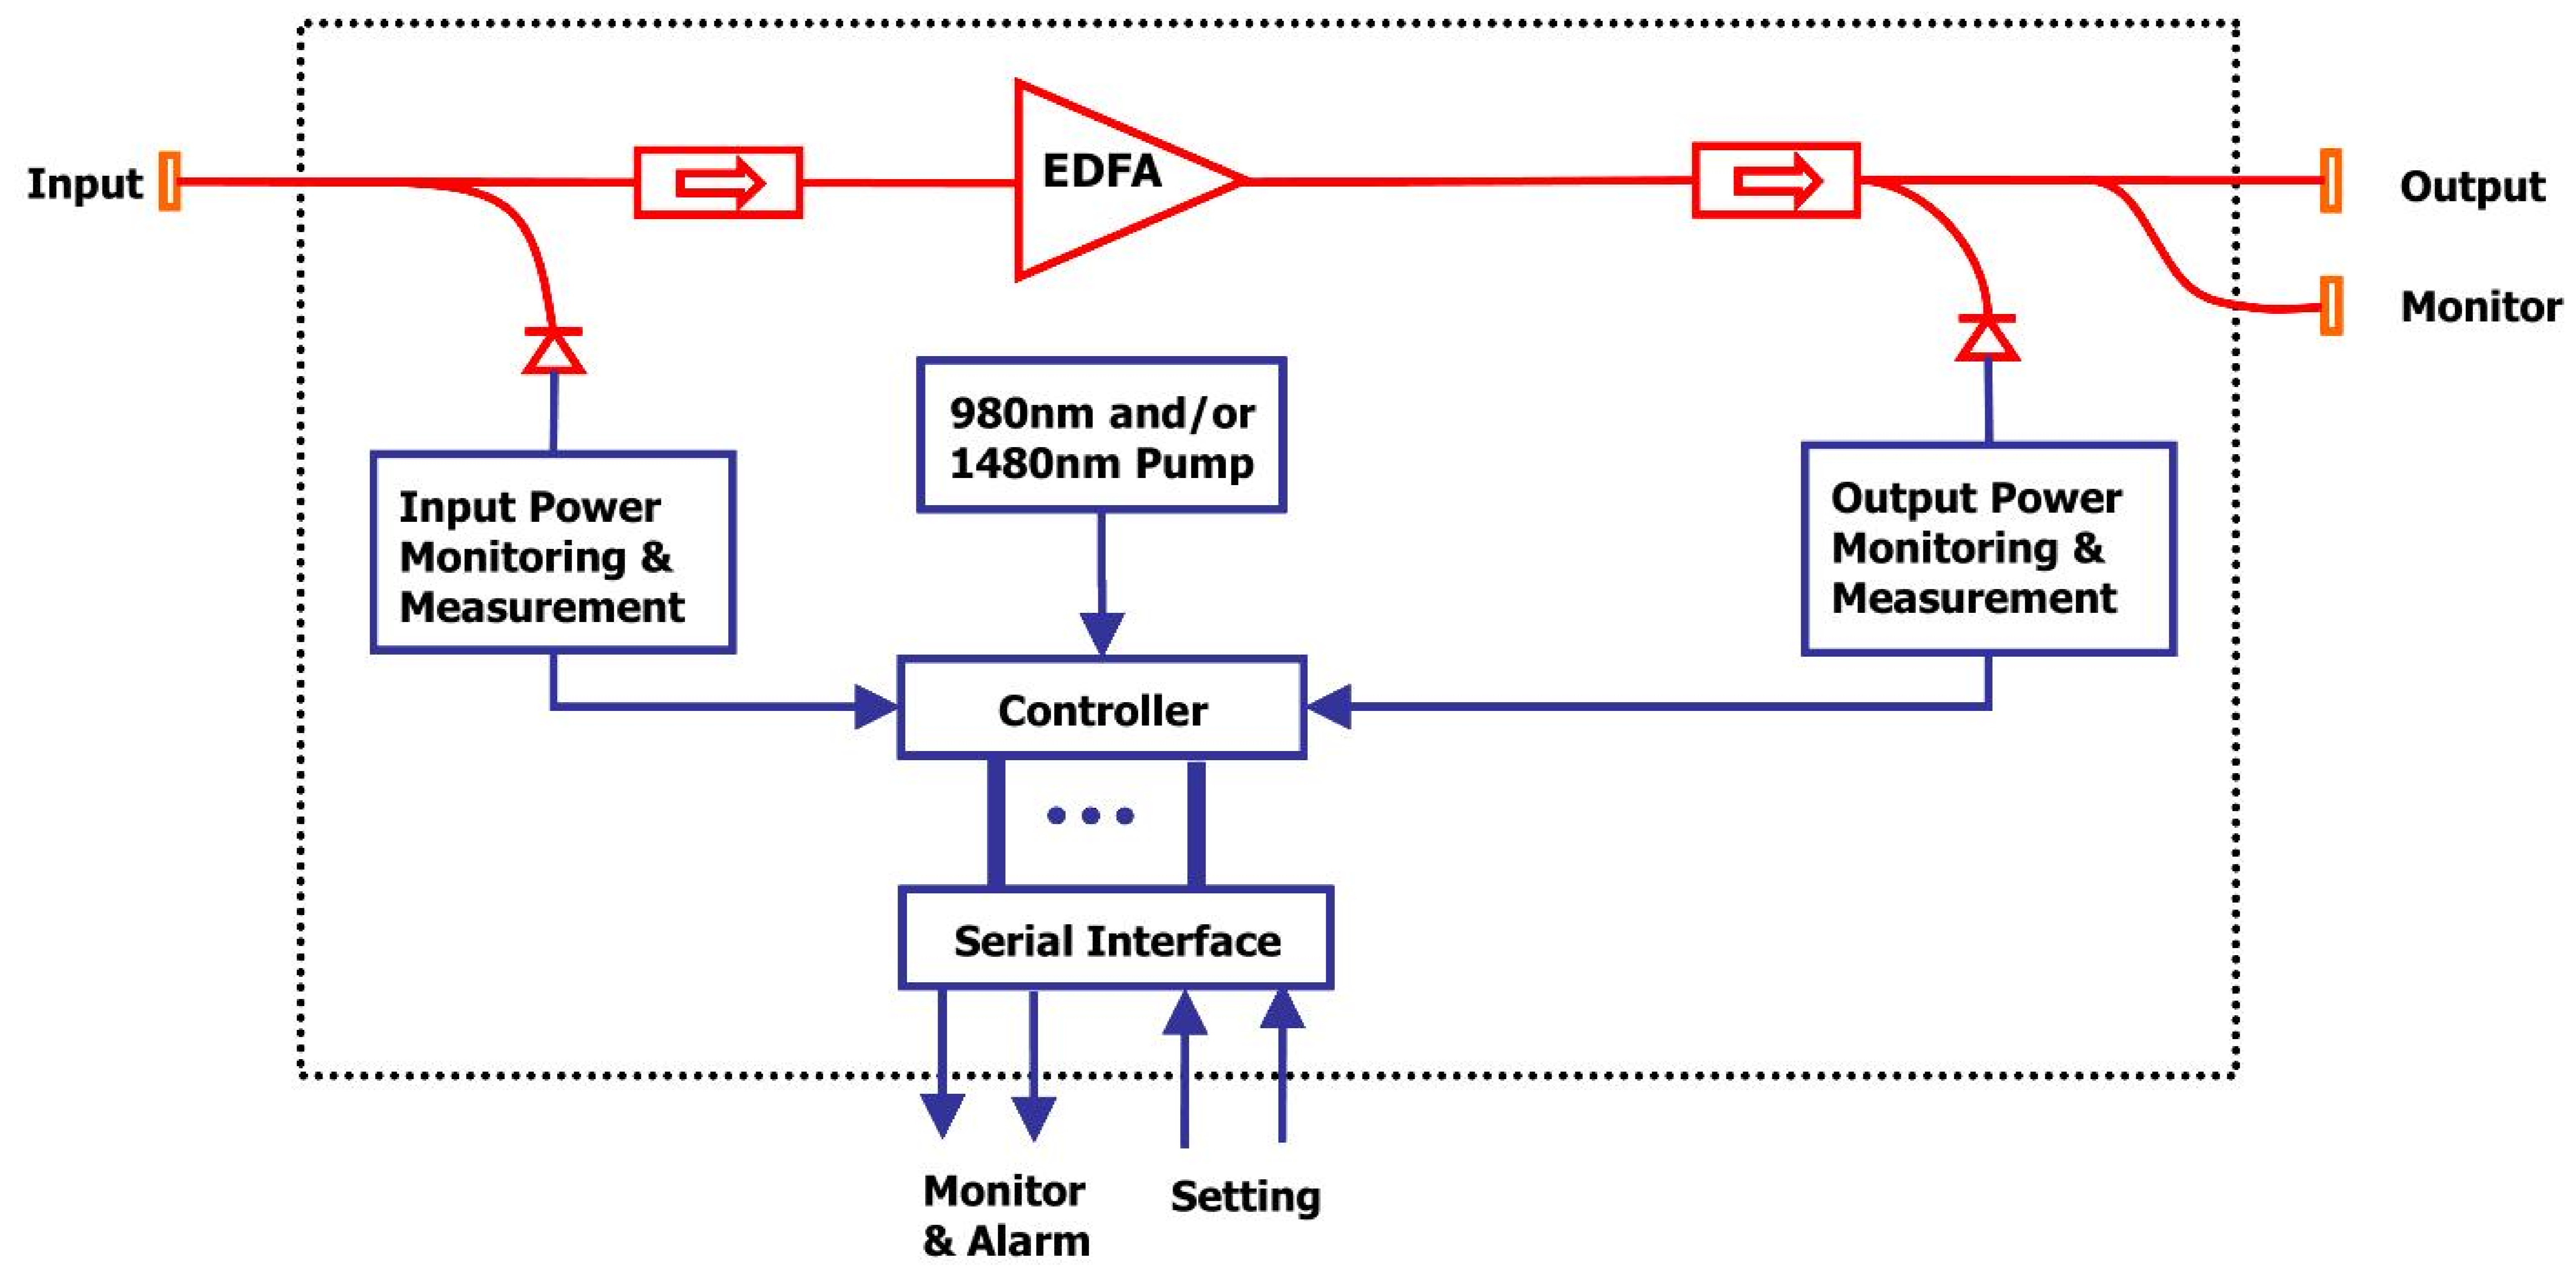 Input
EDFA
Output
Monitor
980nm and/or
1480nm Pump
Input Power
Monitoring &
Measurement
Output Power
Monitoring &
Measurement
Controller
Serial Interface
Monitor
& Alarm
Setting